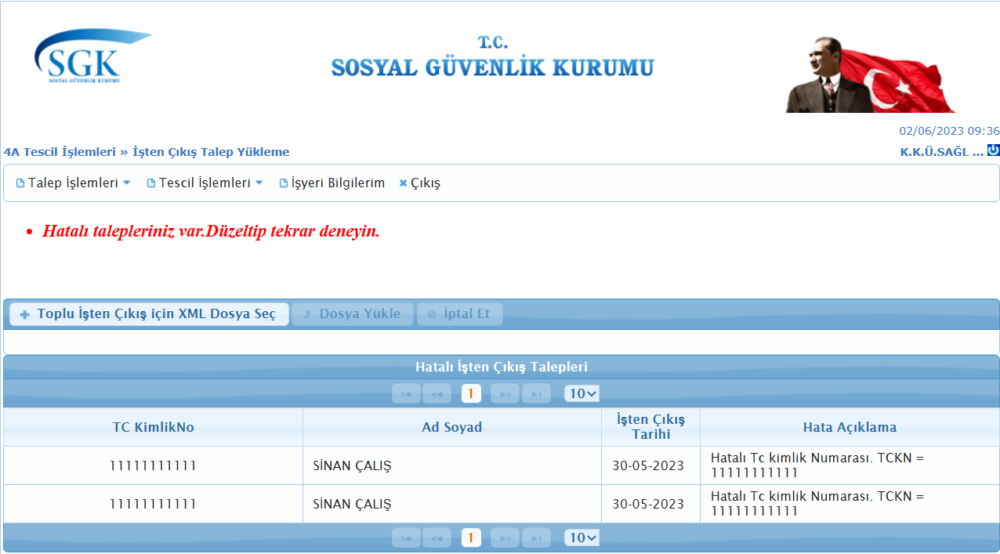 SGK
SOSYAL GÜVENLİK KURUMU
T.C.
SOSYAL GÜVENLİK KURUMU
02/06/2023 09:36
4A Tescil İşlemleri » İşten Çıkış Talep Yükleme
K.K.Ü.SAĞL ...
Talep İşlemleri Tescil İşlemleri İşyeri Bilgilerim Çıkış
Hatalı talepleriniz var.Düzeltip tekrar deneyin.
Toplu İşten Çıkış için XML Dosya Seç Dosya Yükle İptal Et
Hatalı İşten Çıkış Talepleri
1 10
TC KimlikNo Ad Soyad İşten Çıkış Tarihi Hata Açıklama
11111111111 SİNAN ÇALIŞ 30-05-2023 Hatalı Tc kimlik Numarası. TCKN = 11111111111
11111111111 SİNAN ÇALIŞ 30-05-2023 Hatalı Tc kimlik Numarası. TCKN = 11111111111
1 10